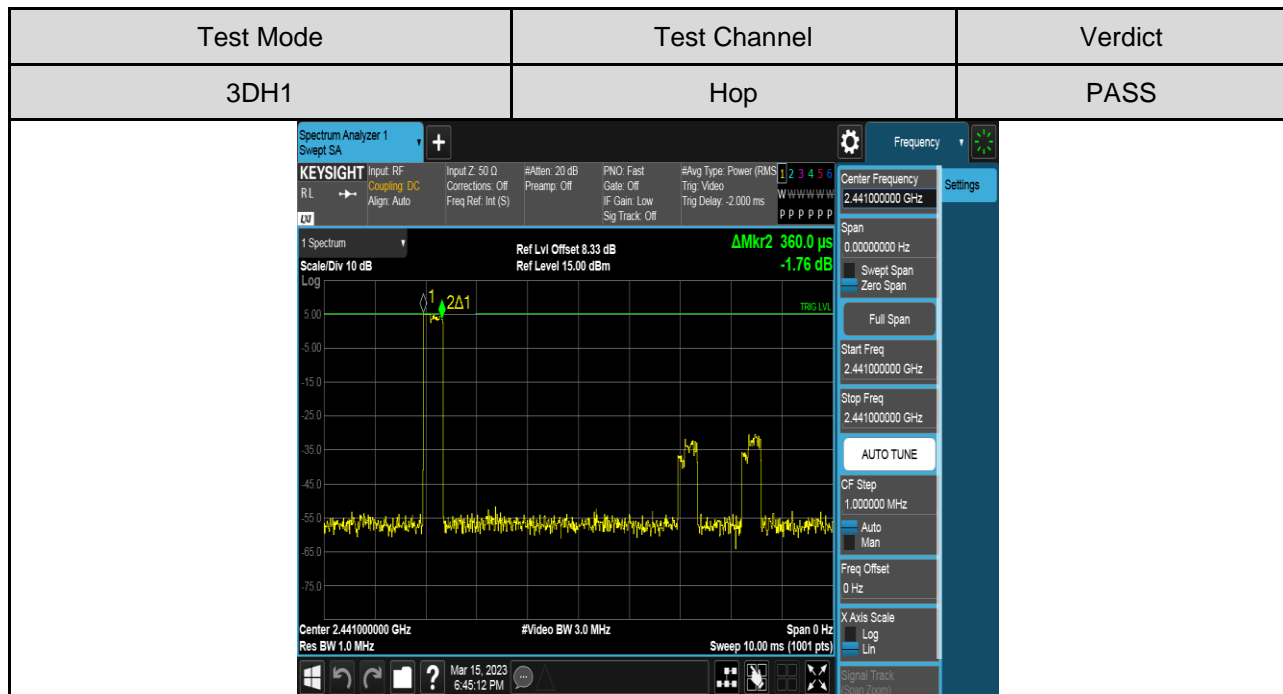 Test Mode Test Channel Verdict
3DH1 Hop PASS
Spectrum Analyzer 1
Swept SA
+
Frequency
KEYSIGHT Input: RF Input Z: 50 Ω #Atten: 20 dB PNO: Fast #Avg Type: Power (RMS 1 2 3 4 5 6
RL Coupling: DC Corrections: Off Preamp: Off Gate: Off Trig: Video W W W W W W
Align: Auto Freq Ref: Int (S) IF Gain: Low Trig Delay: -2.000 ms
LXI Sig Track: Off P P P P P P
Center Frequency
2.441000000 GHz
Settings
Span
0.00000000 Hz
Swept Span
Zero Span
Full Span
Start Freq
2.441000000 GHz
Stop Freq
2.441000000 GHz
AUTO TUNE
CF Step
1.000000 MHz
Auto
Man
Freq Offset
0 Hz
X Axis Scale
Log
Lin
Signal Track
(Span Zoom)
1 Spectrum Ref Lvl Offset 8.33 dB ΔMkr2 360.0 µs
Scale/Div 10 dB Ref Level 15.00 dBm -1.76 dB
Log
1 2Δ1
TRIG LVL
5.00
-5.00
-15.0
-25.0
-35.0
-45.0
-55.0
-65.0
-75.0
Center 2.441000000 GHz #Video BW 3.0 MHz Span 0 Hz
Res BW 1.0 MHz Sweep 10.00 ms (1001 pts)
? Mar 15, 2023
6:45:12 PM